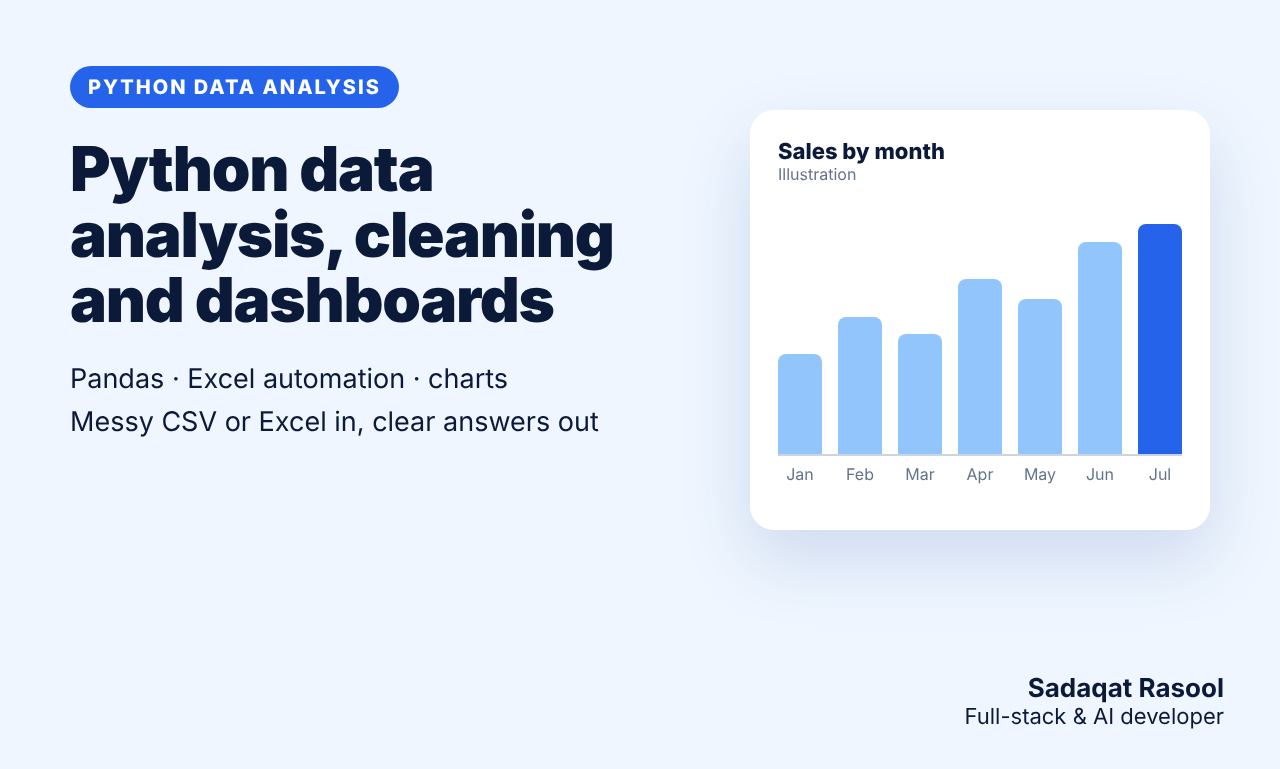 PYTHON DATA ANALYSIS
Python data
analysis, cleaning
and dashboards
Pandas · Excel automation · charts
Messy CSV or Excel in, clear answers out
Sales by month
Illustration
Jan Feb Mar Apr May Jun Jul
Sadaqat Rasool
Full-stack & AI developer